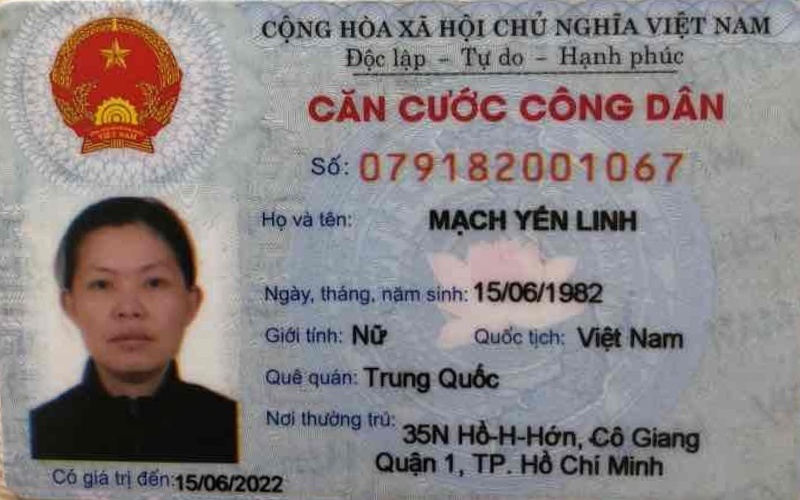 CỘNG HÒA XÃ HỘI CHỦ NGHĨA VIỆT NAM
Độc lập - Tự do - Hạnh phúc
CĂN CƯỚC CÔNG DÂN
Số: 079182001067
Họ và tên: MẠCH YẾN LINH
Ngày, tháng, năm sinh: 15/06/1982
Giới tính: Nữ Quốc tịch: Việt Nam
Quê quán: Trung Quốc
Nơi thường trú: 35N Hồ-H-Hớn, Cô Giang
Quận 1, TP. Hồ Chí Minh
Có giá trị đến: 15/06/2022